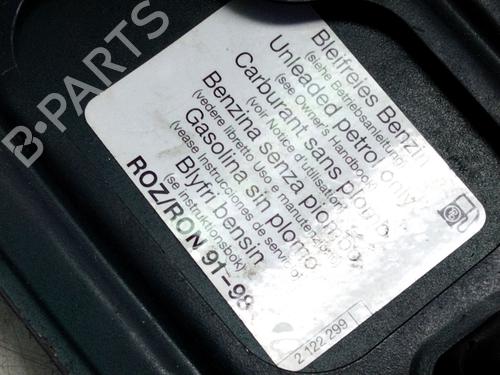 B-PARTS
Bleifreies Benzin
(siehe Betriebsanleitung)
Unleaded petrol only
(see Owner's Handbook)
Carburant sans plomb
(voir Notice d'utilisation)
Benzina senza piombo
(vedere libretto Uso e manutenzione)
Gasolina sin plomo
(vease Instrucciones de servicio)
Blyfri bensin
(se instruktionsbok)
ROZ/RON 91-98
2 122 299